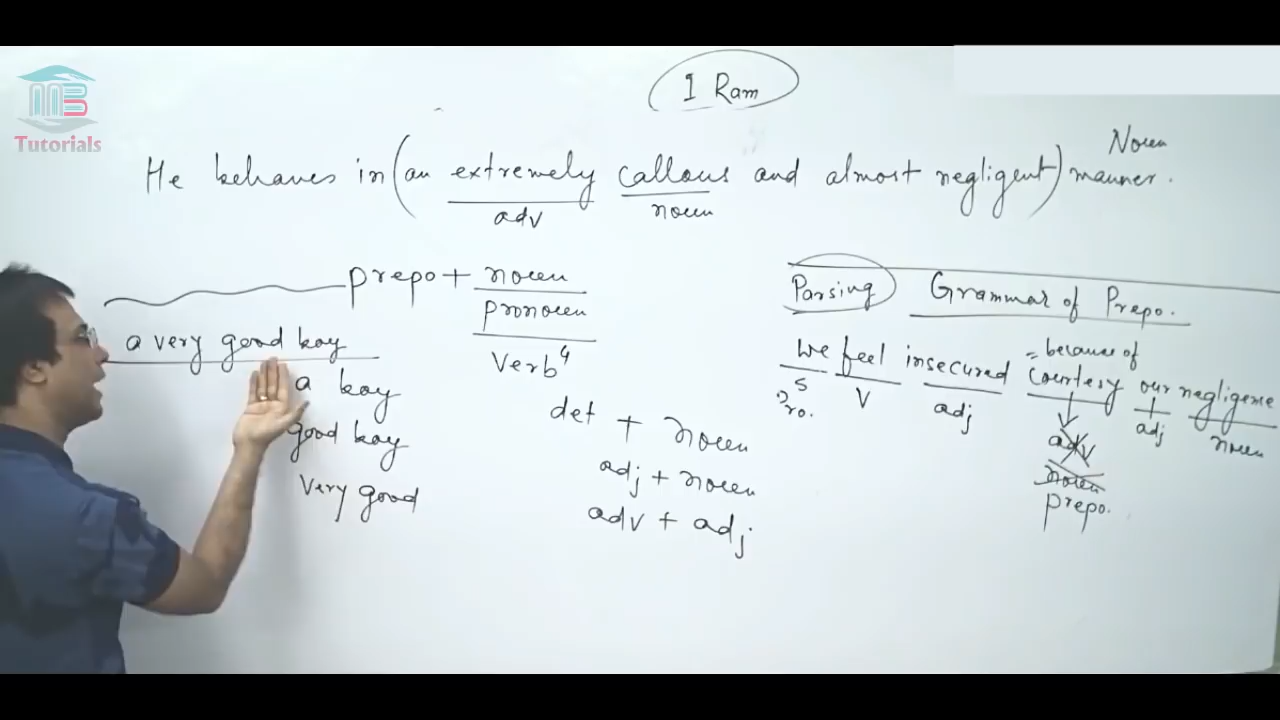 MB
Tutorials
I Ram
Noun
He behaves in (an extremely callous and almost negligent) manner.
adv
noun
prepo + noun
pronoun
Verb4
a very good boy
a boy
good boy
Very good
det + noun
adj + noun
adv + adj
Parsing
Grammar of Prepo.
= because of
We feel insecured courtesy our negligence
S
Pro.
V
adj
adv
noun
prepo.
adj
noun